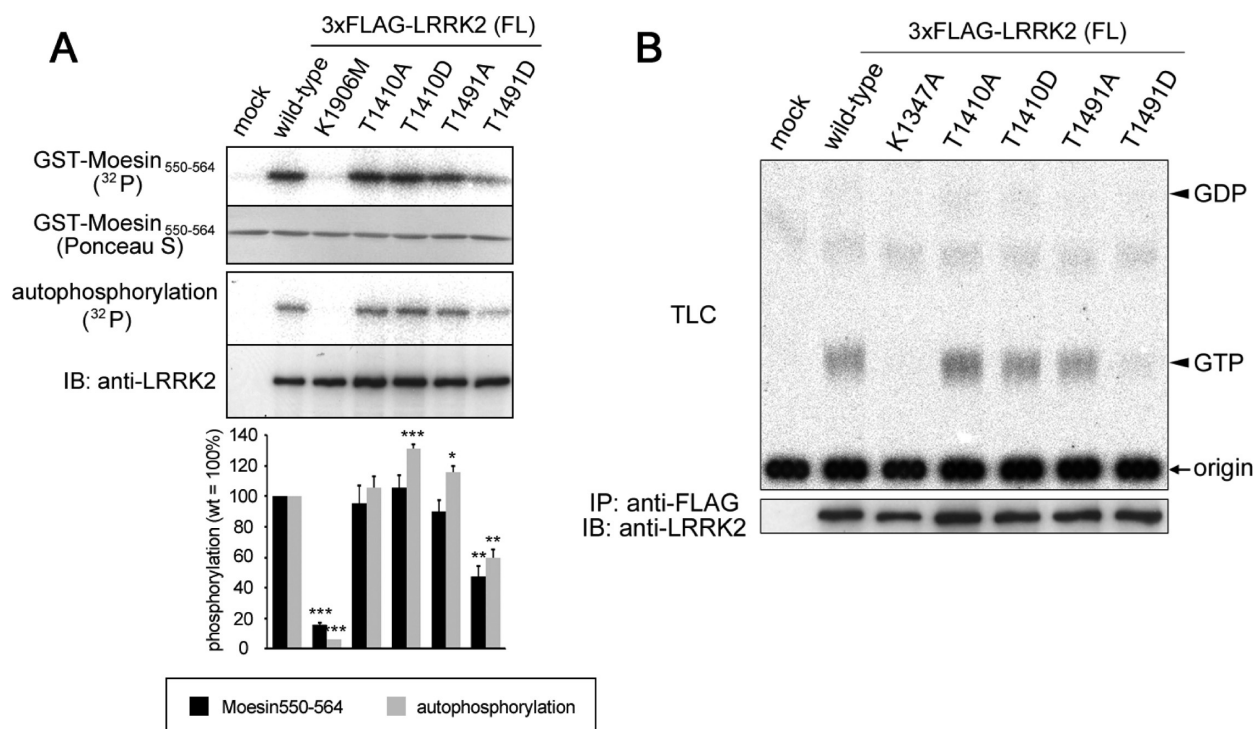 A
3xFLAG-LRRK2 (FL)
mock
wild-type
K1906M
T1410A
T1410D
T1491A
T1491D
GST-Moesin 550-564
(32P)
GST-Moesin 550-564
(Ponceau S)
autophosphorylation
(32P)
IB: anti-LRRK2
phosphorylation (wt = 100%)
140
120
100
80
60
40
20
0
***
***
***
*
**
**
Moesin550-564
autophosphorylation
B
3xFLAG-LRRK2 (FL)
mock
wild-type
K1347A
T1410A
T1410D
T1491A
T1491D
TLC
GDP
GTP
origin
IP: anti-FLAG
IB: anti-LRRK2